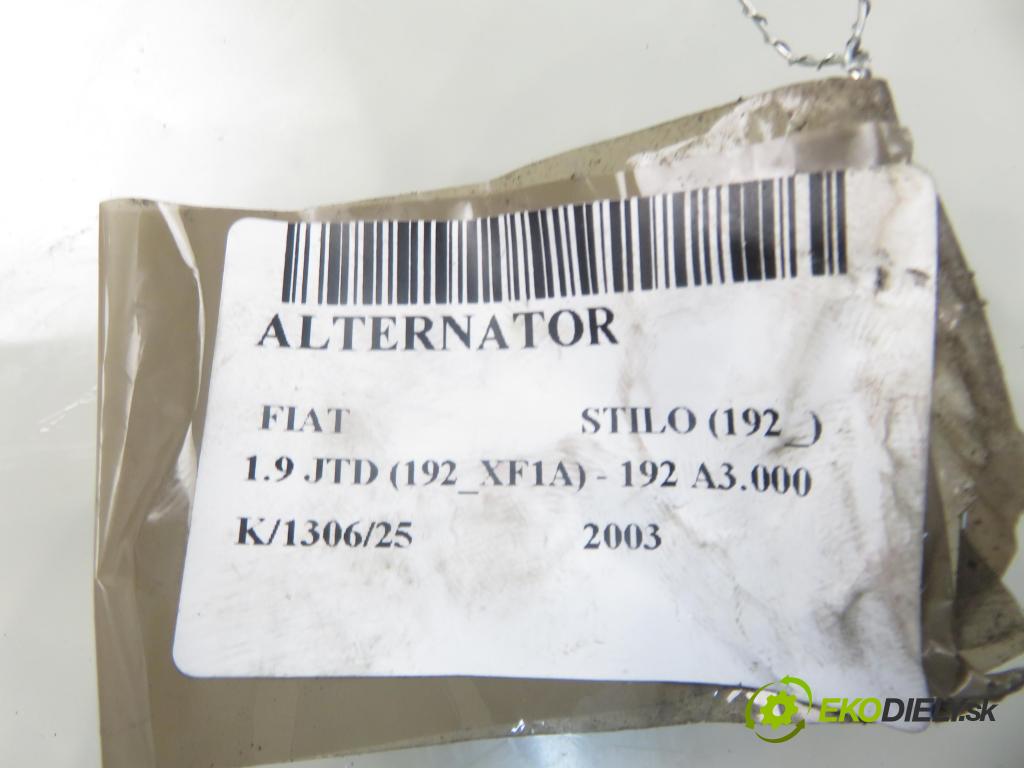 ALTERNATOR
FIAT STILO (192_)
1.9 JTD (192_XF1A) - 192 A3.000
K/1306/25 2003
EKODIELY.sk